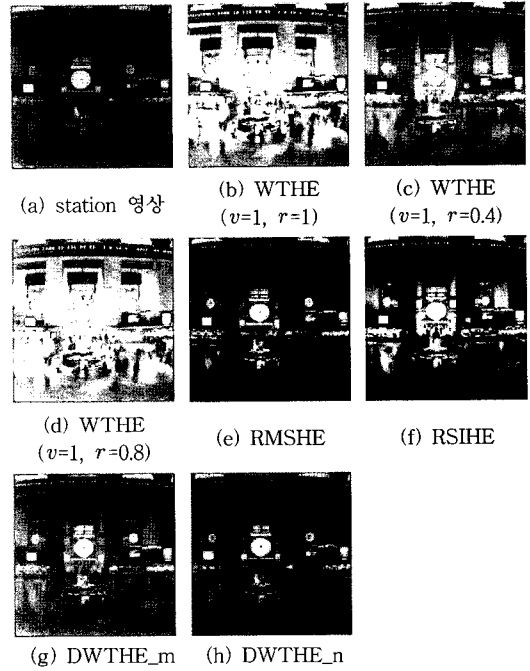 (a) station 영상
(b) WTHE
(v=1, r=1)
(c) WTHE
(v=1, r=0.4)
(d) WTHE
(v=1, r=0.8)
(e) RMSHE
(f) RSIHE
(g) DWTHE_m
(h) DWTHE_n